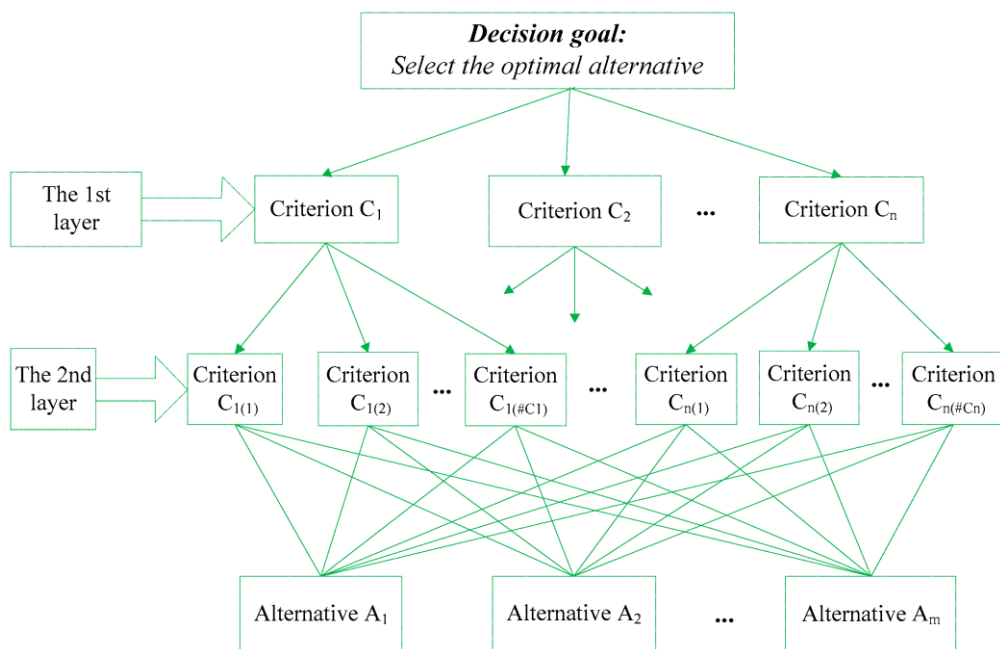 Decision goal:
Select the optimal alternative
The 1st
layer
Criterion C₁
Criterion C₂
...
Criterion Cₙ
The 2nd
layer
Criterion
C₁₍₁₎
Criterion
C₁₍₂₎
...
Criterion
C₁₍#C1₎
...
Criterion
Cₙ₍₁₎
Criterion
Cₙ₍₂₎
...
Criterion
Cₙ₍#Cn₎
Alternative A₁
Alternative A₂
...
Alternative Aₘ